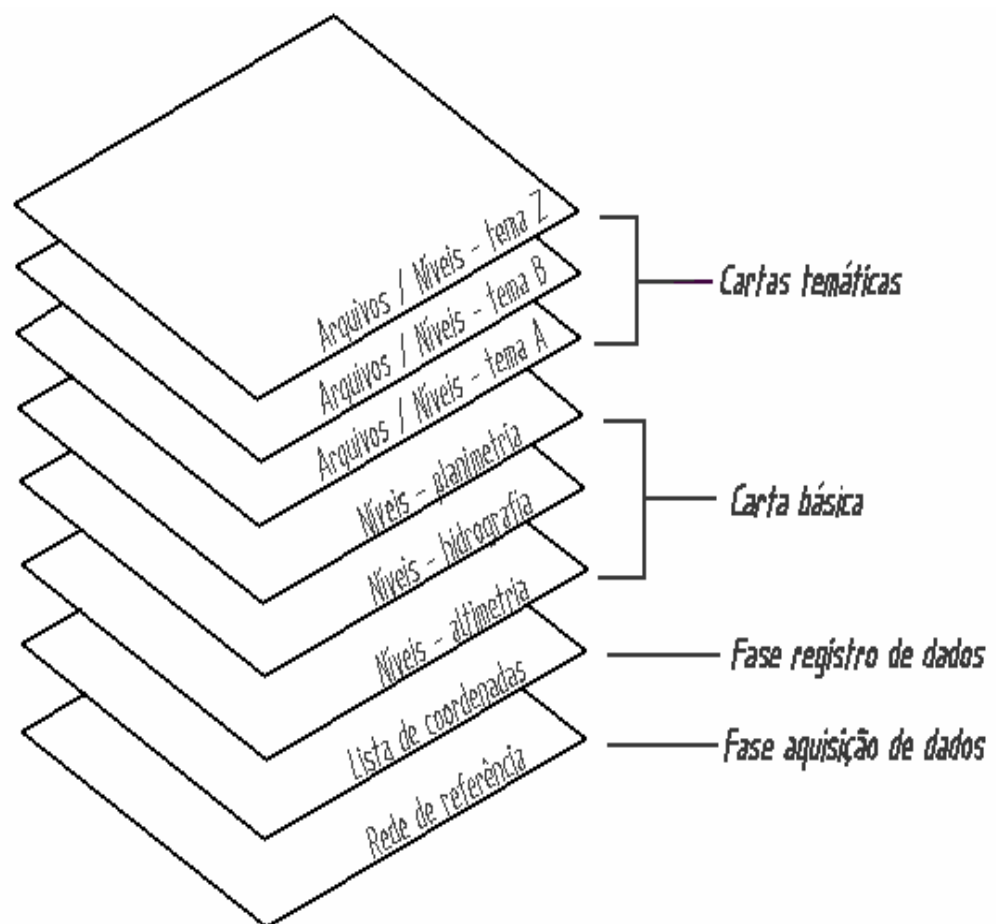 Arquivos / Níveis - tema Z
Cartas temáticas
Arquivos / Níveis - tema B
Arquivos / Níveis - tema A
Níveis - planimetria
Carta básica
Níveis - hidrografia
Níveis - altimetria
Fase registro de dados
Lista de coordenadas
Fase aquisição de dados
Rede de referência